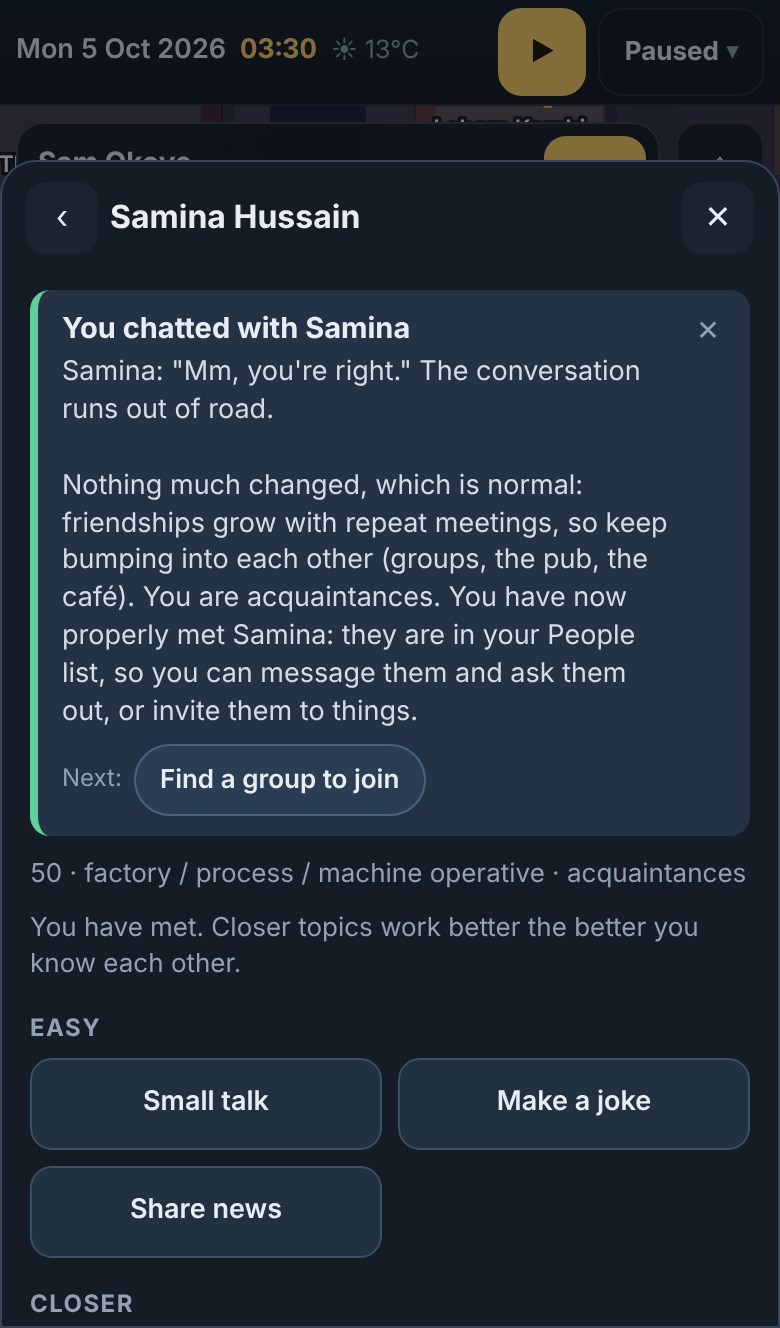 Mon 5 Oct 2026 03:30 ☀ 13°C
Paused ▾
Sam Okoye
‹ Samina Hussain ✕
You chatted with Samina ✕
Samina: "Mm, you're right." The conversation
runs out of road.
Nothing much changed, which is normal:
friendships grow with repeat meetings, so keep
bumping into each other (groups, the pub, the
café). You are acquaintances. You have now
properly met Samina: they are in your People
list, so you can message them and ask them
out, or invite them to things.
Next: Find a group to join
50 · factory / process / machine operative · acquaintances
You have met. Closer topics work better the better you
know each other.
EASY
Small talk
Make a joke
Share news
CLOSER